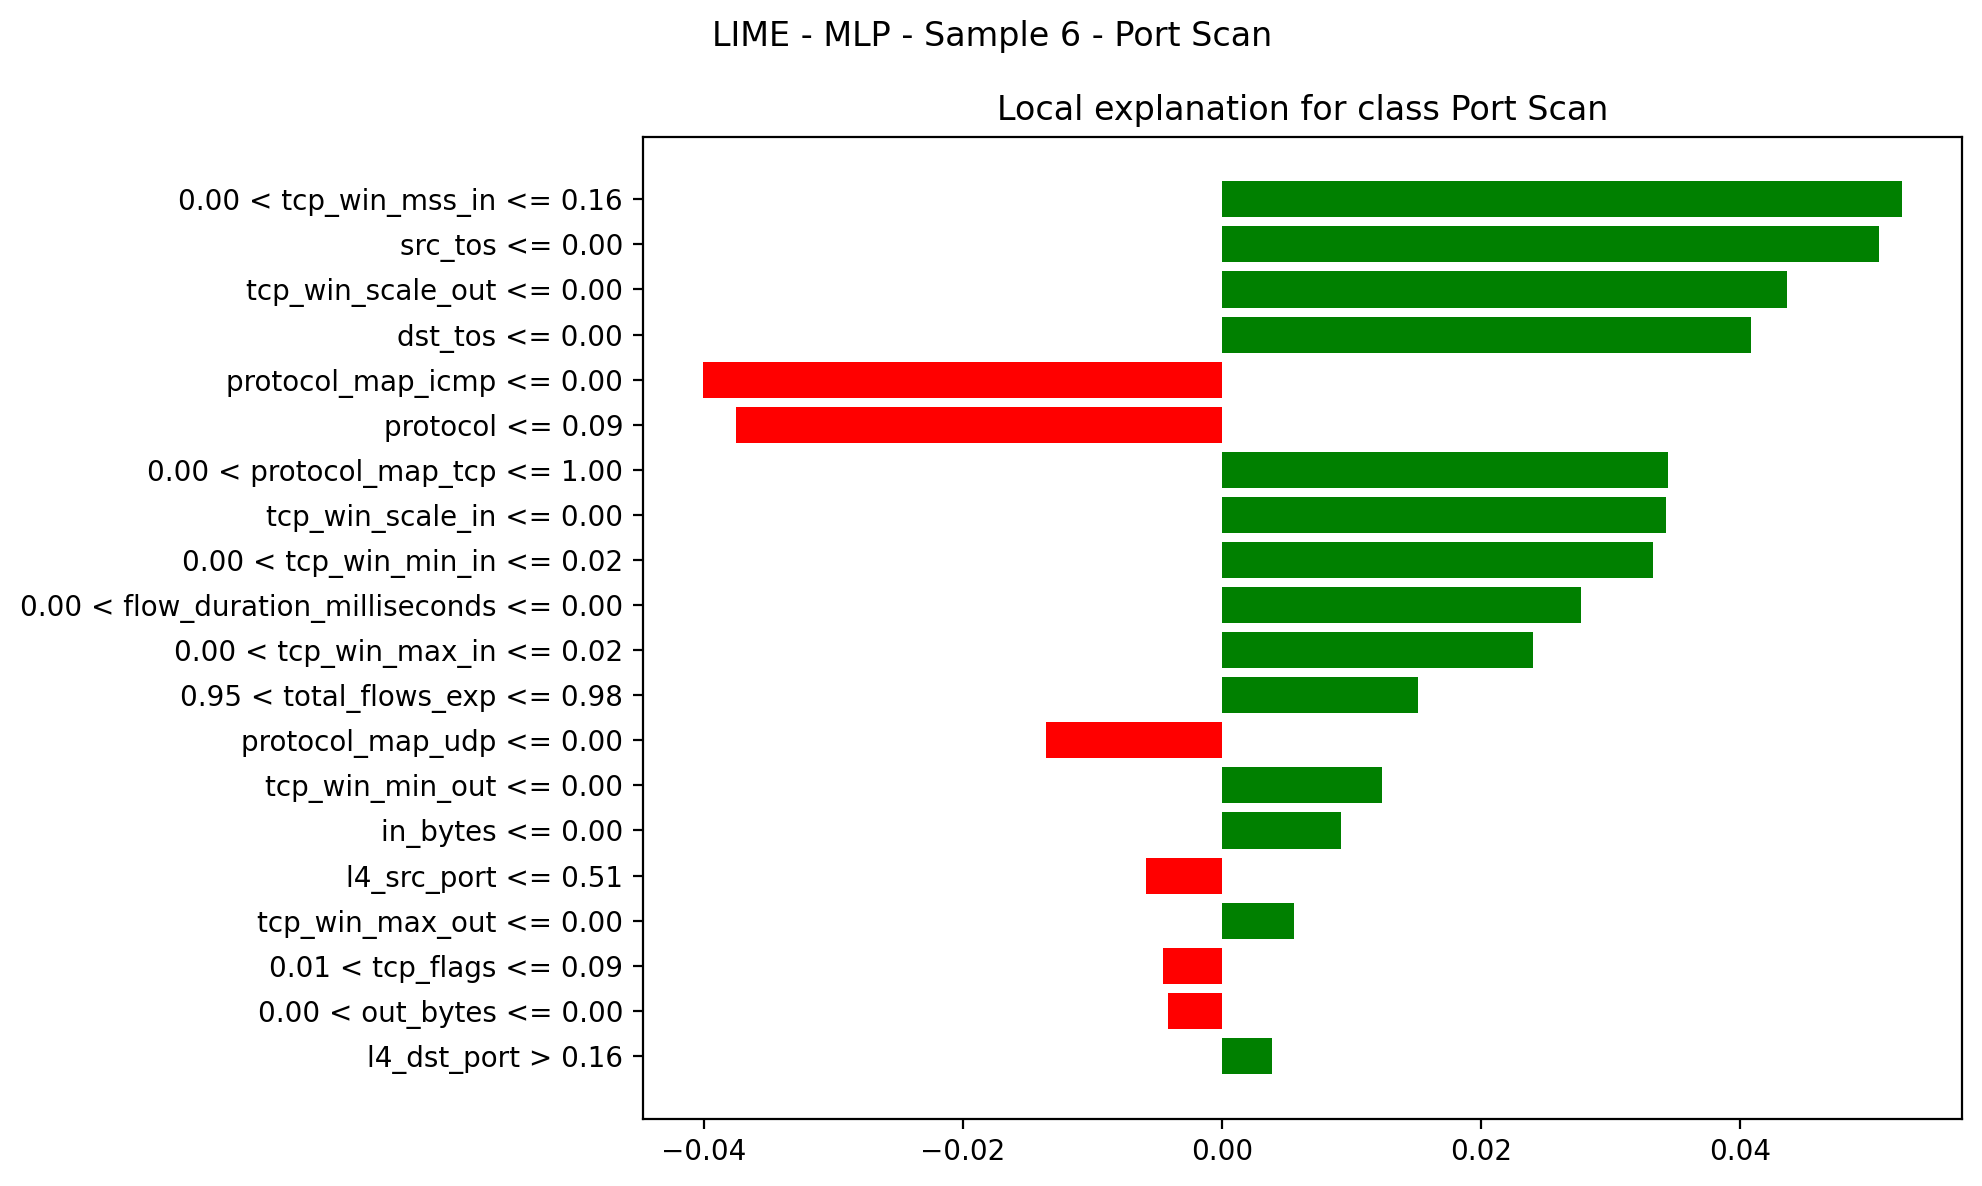 LIME - MLP - Sample 6 - Port Scan
Local explanation for class Port Scan
0.00 < tcp_win_mss_in <= 0.16
src_tos <= 0.00
tcp_win_scale_out <= 0.00
dst_tos <= 0.00
protocol_map_icmp <= 0.00
protocol <= 0.09
0.00 < protocol_map_tcp <= 1.00
tcp_win_scale_in <= 0.00
0.00 < tcp_win_min_in <= 0.02
0.00 < flow_duration_milliseconds <= 0.00
0.00 < tcp_win_max_in <= 0.02
0.95 < total_flows_exp <= 0.98
protocol_map_udp <= 0.00
tcp_win_min_out <= 0.00
in_bytes <= 0.00
l4_src_port <= 0.51
tcp_win_max_out <= 0.00
0.01 < tcp_flags <= 0.09
0.00 < out_bytes <= 0.00
l4_dst_port > 0.16
−0.04 −0.02 0.00 0.02 0.04